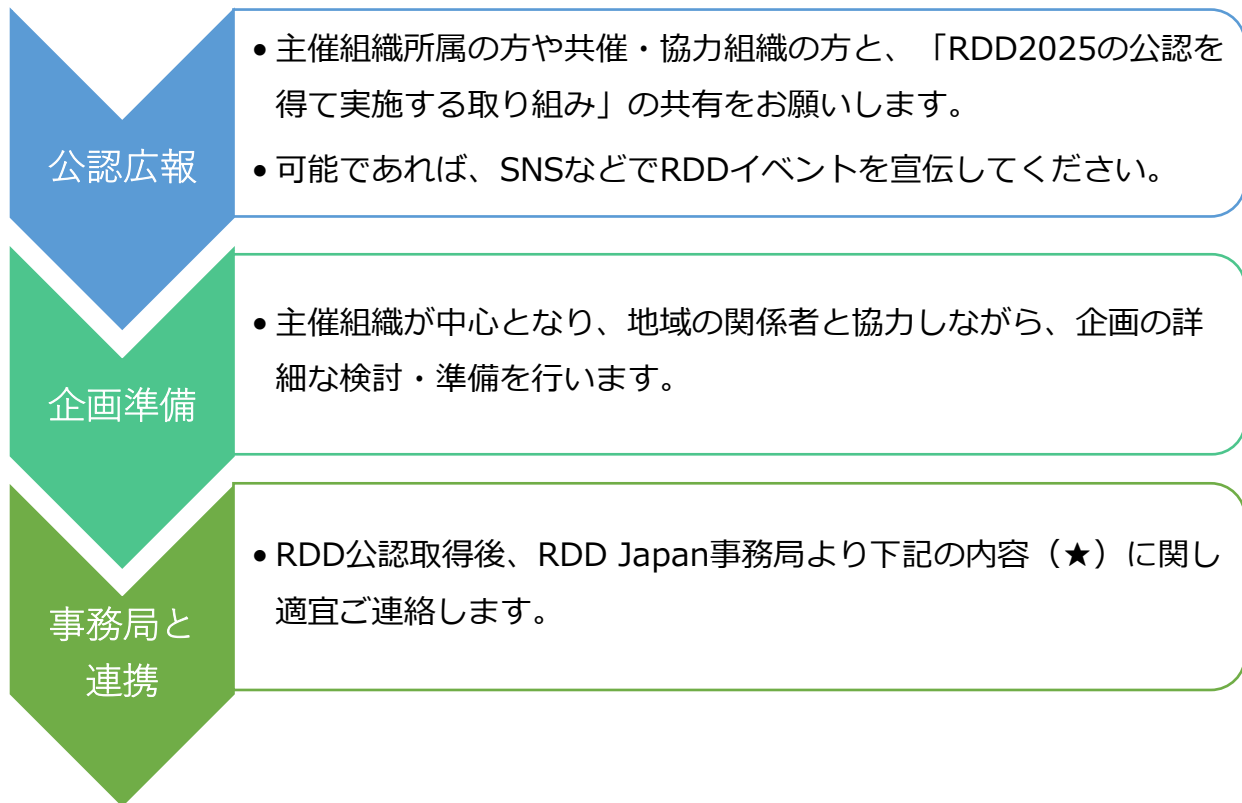 公認広報
• 主催組織所属の方や共催・協力組織の方と、「RDD2025の公認を
得て実施する取り組み」の共有をお願いします。
• 可能であれば、SNSなどでRDDイベントを宣伝してください。
企画準備
• 主催組織が中心となり、地域の関係者と協力しながら、企画の詳
細な検討・準備を行います。
事務局と
連携
• RDD公認取得後、RDD Japan事務局より下記の内容（★）に関し
適宜ご連絡します。